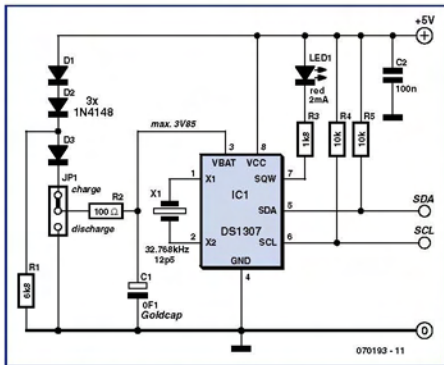 +5V
D1
D2
3x
1N4148
D3
JP1
charge
discharge
R2
100Ω
R1
6k8
max. 3V85
LED1
red
2mA
R3
1k8
R4
10k
R5
10k
C2
100n
3
8
VBAT
VCC
X1
1
X1
IC1
SQW
7
SDA
5
SDA
DS1307
2
X2
SCL
6
SCL
32.768kHz
12p5
GND
4
C1
0F1
Goldcap
0
070193 - 11